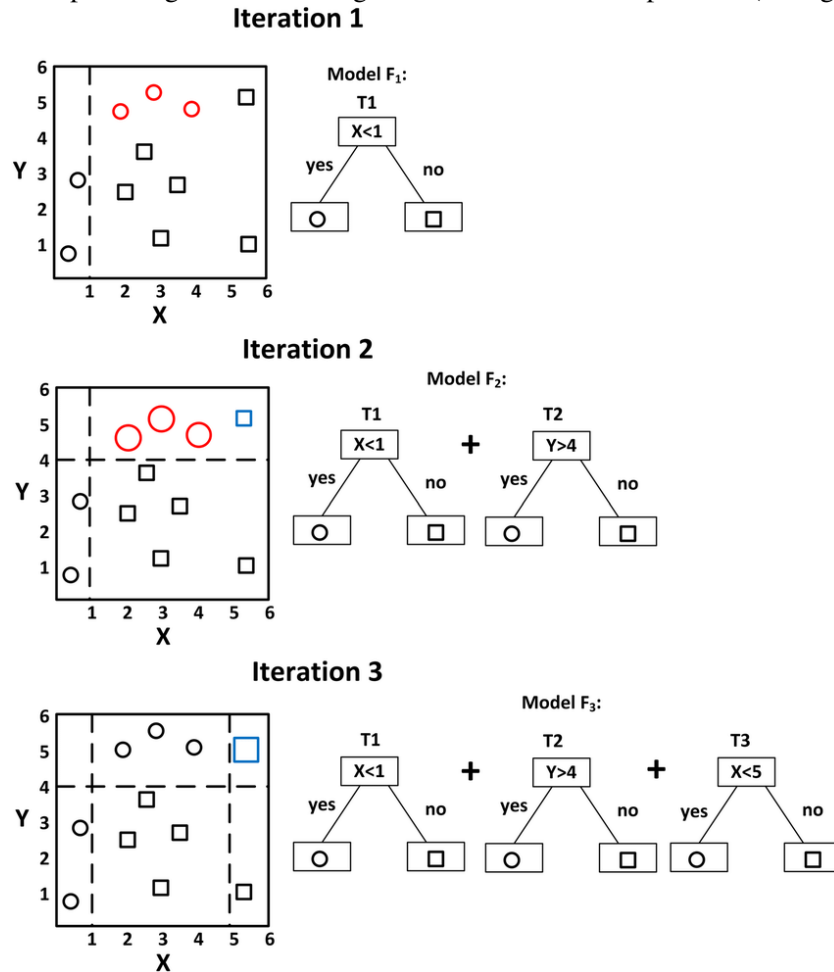 Iteration 1
Model F₁:
T1
X<1
yes
no
6
5
4
3
2
1
Y
1 2 3 4 5 6
X
Iteration 2
Model F₂:
T1
X<1
yes
no
+
T2
Y>4
yes
no
6
5
4
3
2
1
Y
1 2 3 4 5 6
X
Iteration 3
Model F₃:
T1
X<1
yes
no
+
T2
Y>4
yes
no
+
T3
X<5
yes
no
6
5
4
3
2
1
Y
1 2 3 4 5 6
X